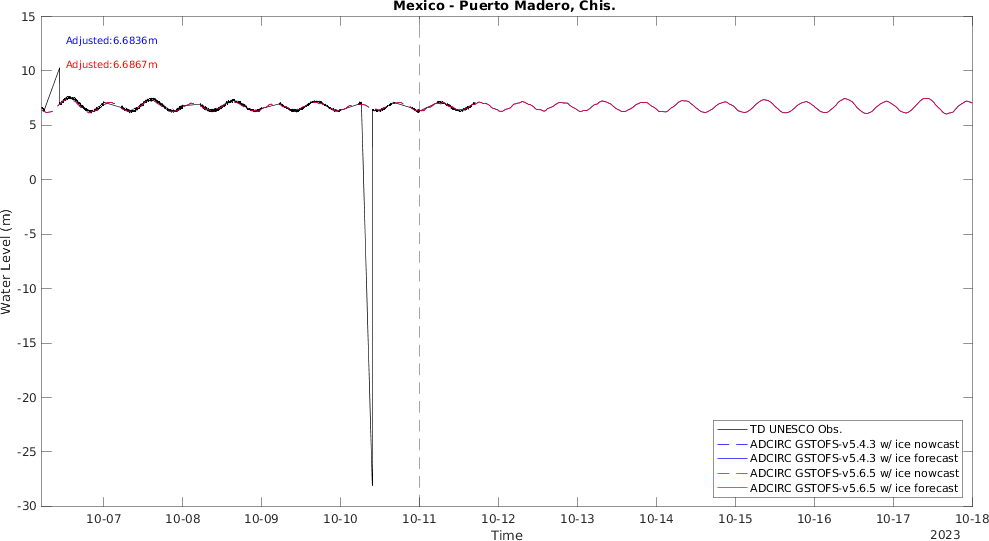 Mexico - Puerto Madero, Chis.
15
10
5
0
-5
-10
-15
-20
-25
-30
Water Level (m)
Adjusted:6.6836m
Adjusted:6.6867m
TD UNESCO Obs.
ADCIRC GSTOFS-v5.4.3 w/ ice nowcast
ADCIRC GSTOFS-v5.4.3 w/ ice forecast
ADCIRC GSTOFS-v5.6.5 w/ ice nowcast
ADCIRC GSTOFS-v5.6.5 w/ ice forecast
10-07 10-08 10-09 10-10 10-11 10-12 10-13 10-14 10-15 10-16 10-17 10-18
Time
2023